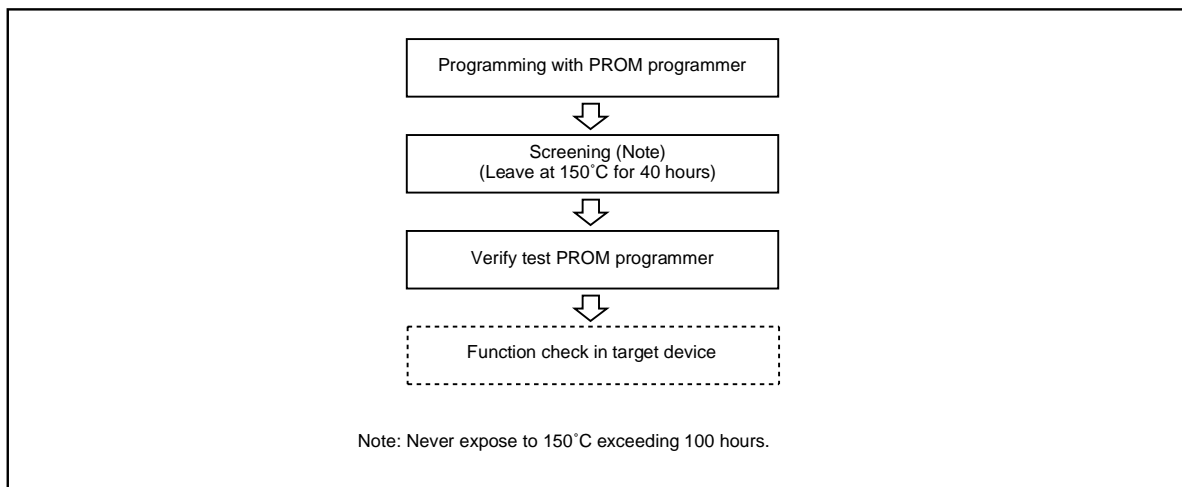 Programming with PROM programmer
Screening (Note)
(Leave at 150˚C for 40 hours)
Verify test PROM programmer
Function check in target device
Note: Never expose to 150˚C exceeding 100 hours.